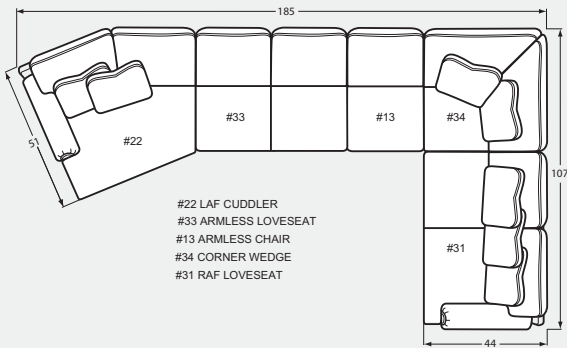 185
#33
#13
#34
#22
51
107
#22 LAF CUDDLER
#33 ARMLESS LOVESEAT
#13 ARMLESS CHAIR
#34 CORNER WEDGE
#31 RAF LOVESEAT
#31
44